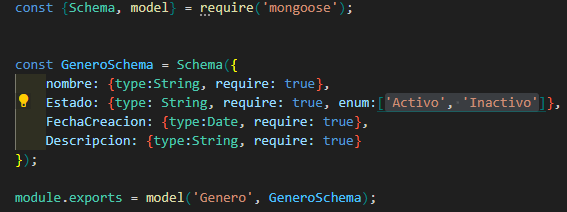 const {Schema, model} = require('mongoose');
const GeneroSchema = Schema({
nombre: {type:String, require: true},
Estado: {type: String, require: true, enum:['Activo', 'Inactivo']},
FechaCreacion: {type:Date, require: true},
Descripcion: {type:String, require: true}
});
module.exports = model('Genero', GeneroSchema);